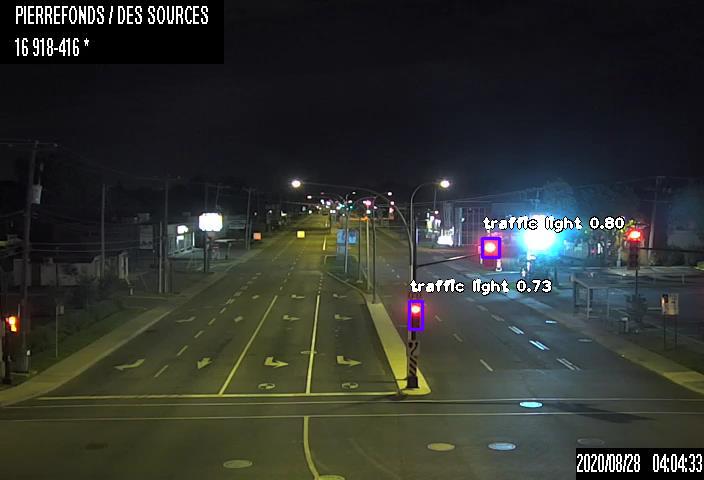 PIERREFONDS / DES SOURCES
16 918-416 *
traffic light 0.80
traffic light 0.73
2020/08/28 04:04:33